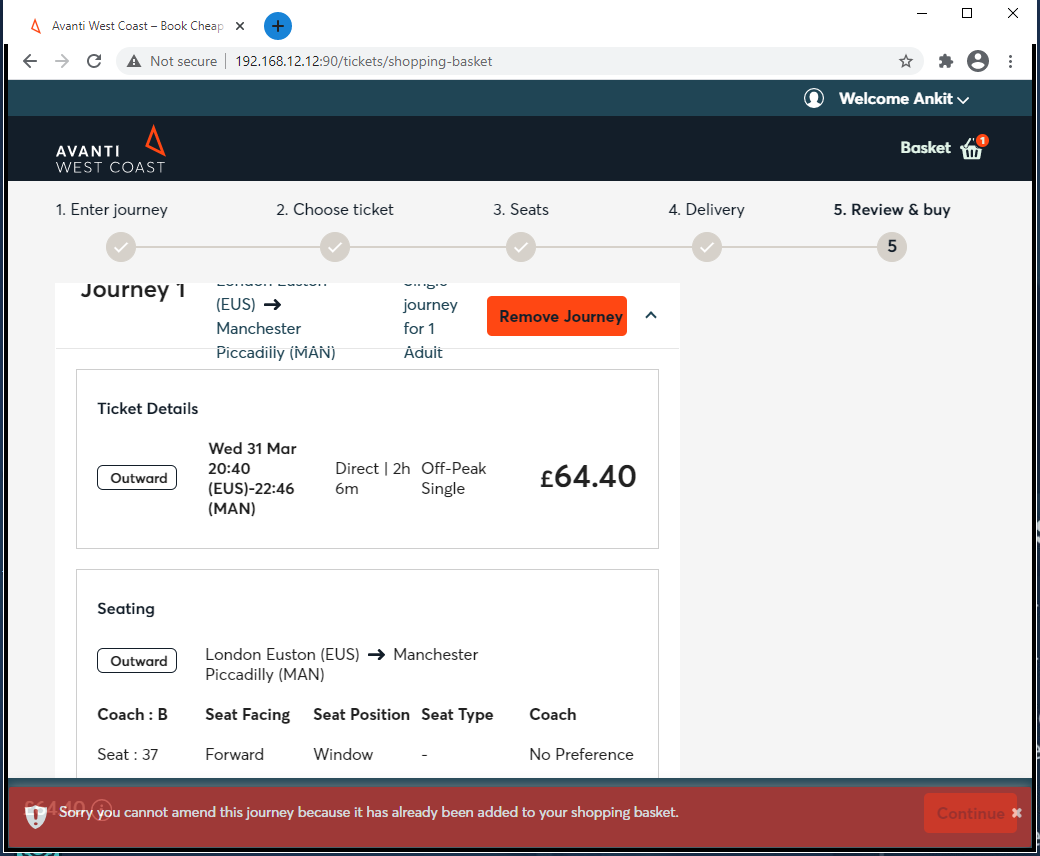 Avanti West Coast – Book Cheap
Not secure
192.168.12.12:90/tickets/shopping-basket
Welcome Ankit
AVANTI
WEST COAST
Basket
1
1. Enter journey
2. Choose ticket
3. Seats
4. Delivery
5. Review & buy
5
Journey 1
London Euston
(EUS) →
Manchester
Piccadilly (MAN)
Single
journey
for 1
Adult
Remove Journey
Ticket Details
Outward
Wed 31 Mar
20:40
(EUS)-22:46
(MAN)
Direct | 2h
6m
Off-Peak
Single
£64.40
Seating
Outward
London Euston (EUS) → Manchester
Piccadilly (MAN)
Coach : B
Seat Facing
Seat Position
Seat Type
Coach
Seat : 37
Forward
Window
-
No Preference
£64.40
Sorry you cannot amend this journey because it has already been added to your shopping basket.
Continue